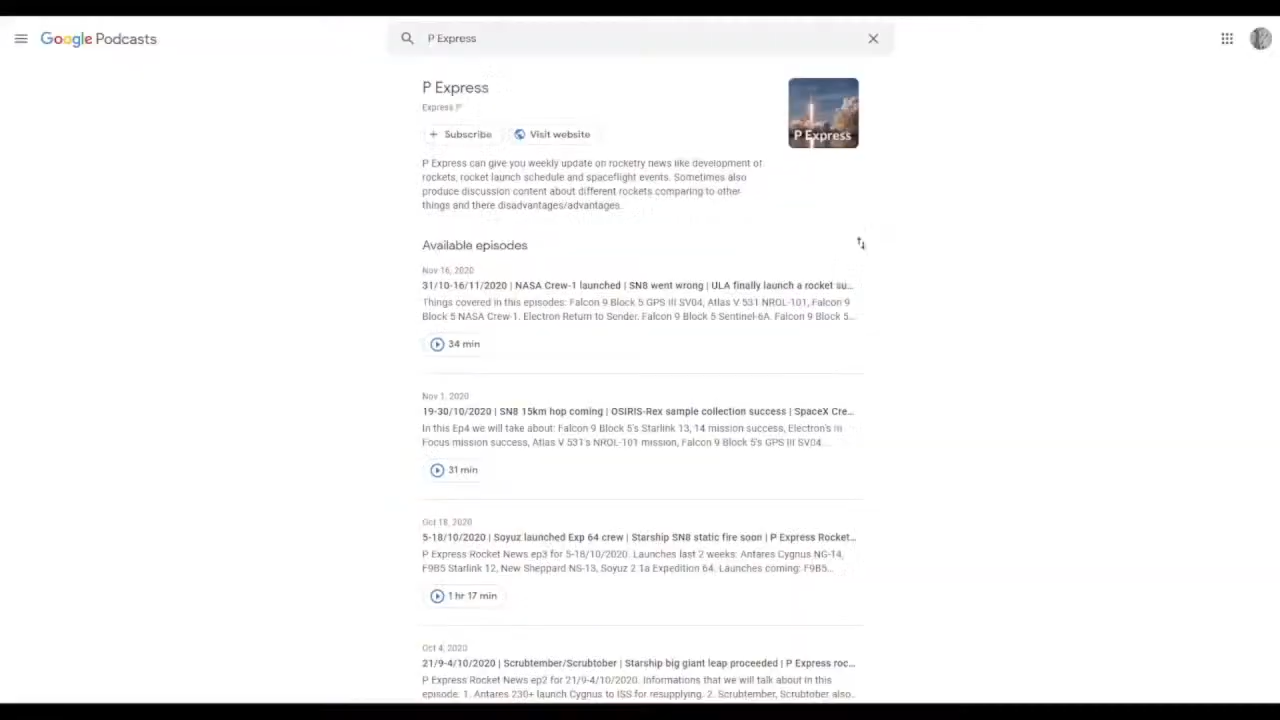 Google Podcasts
P Express
P Express
Express P
Subscribe
Visit website
P Express
P Express can give you weekly update on rocketry news like development of
rockets, rocket launch schedule and spaceflight events. Sometimes also
produce discussion content about different rockets comparing to other
things and there disadvantages/advantages.
Available episodes
Nov 16, 2020
31/10-16/11/2020 | NASA Crew-1 launched | SN8 went wrong | ULA finally launch a rocket su...
Things covered in this episodes: Falcon 9 Block 5 GPS III SV04, Atlas V 531 NROL-101, Falcon 9
Block 5 NASA Crew-1. Electron Return to Sender. Falcon 9 Block 5 Sentinel-6A. Falcon 9 Block 5...
34 min
Nov 1, 2020
19-30/10/2020 | SN8 15km hop coming | OSIRIS-Rex sample collection success | SpaceX Cre...
In this Ep4 we will take about: Falcon 9 Block 5's Starlink 13, 14 mission success, Electron's In
Focus mission success, Atlas V 531's NROL-101 mission, Falcon 9 Block 5's GPS III SV04...
31 min
Oct 18, 2020
5-18/10/2020 | Soyuz launched Exp 64 crew | Starship SN8 static fire soon | P Express Rocket...
P Express Rocket News ep3 for 5-18/10/2020. Launches last 2 weeks: Antares Cygnus NG-14,
F9B5 Starlink 12, New Sheppard NS-13, Soyuz 2 1a Expedition 64. Launches coming: F9B5...
1 hr 17 min
Oct 4, 2020
21/9-4/10/2020 | Scrubtember/Scrubtober | Starship big giant leap proceeded | P Express roc...
P Express Rocket News ep2 for 21/9-4/10/2020. Informations that we will talk about in this
episode: 1. Antares 230+ launch Cygnus to ISS for resupplying. 2. Scrubtember, Scrubtober also...